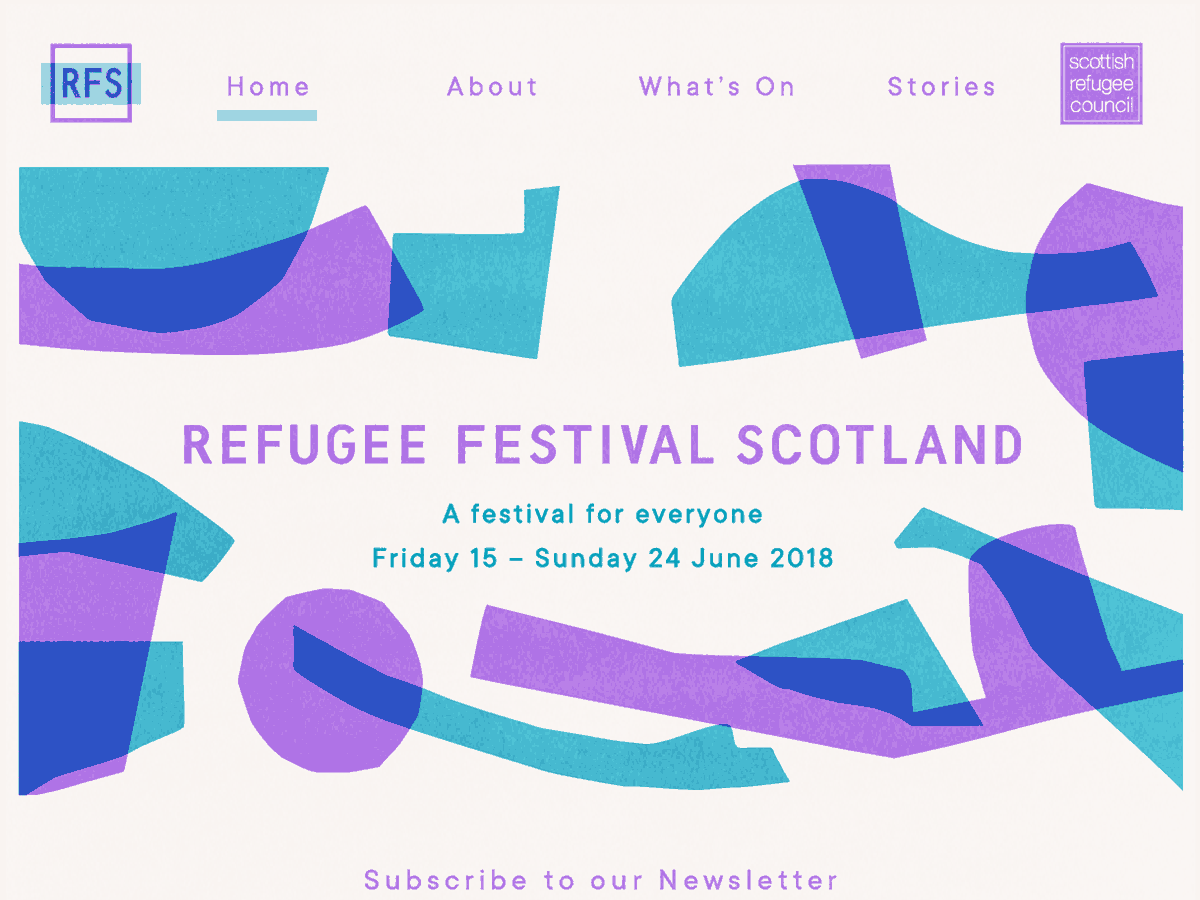 RFS
Home
About
What's On
Stories
scottish
refugee
council
REFUGEE FESTIVAL SCOTLAND
A festival for everyone
Friday 15 – Sunday 24 June 2018
Subscribe to our Newsletter